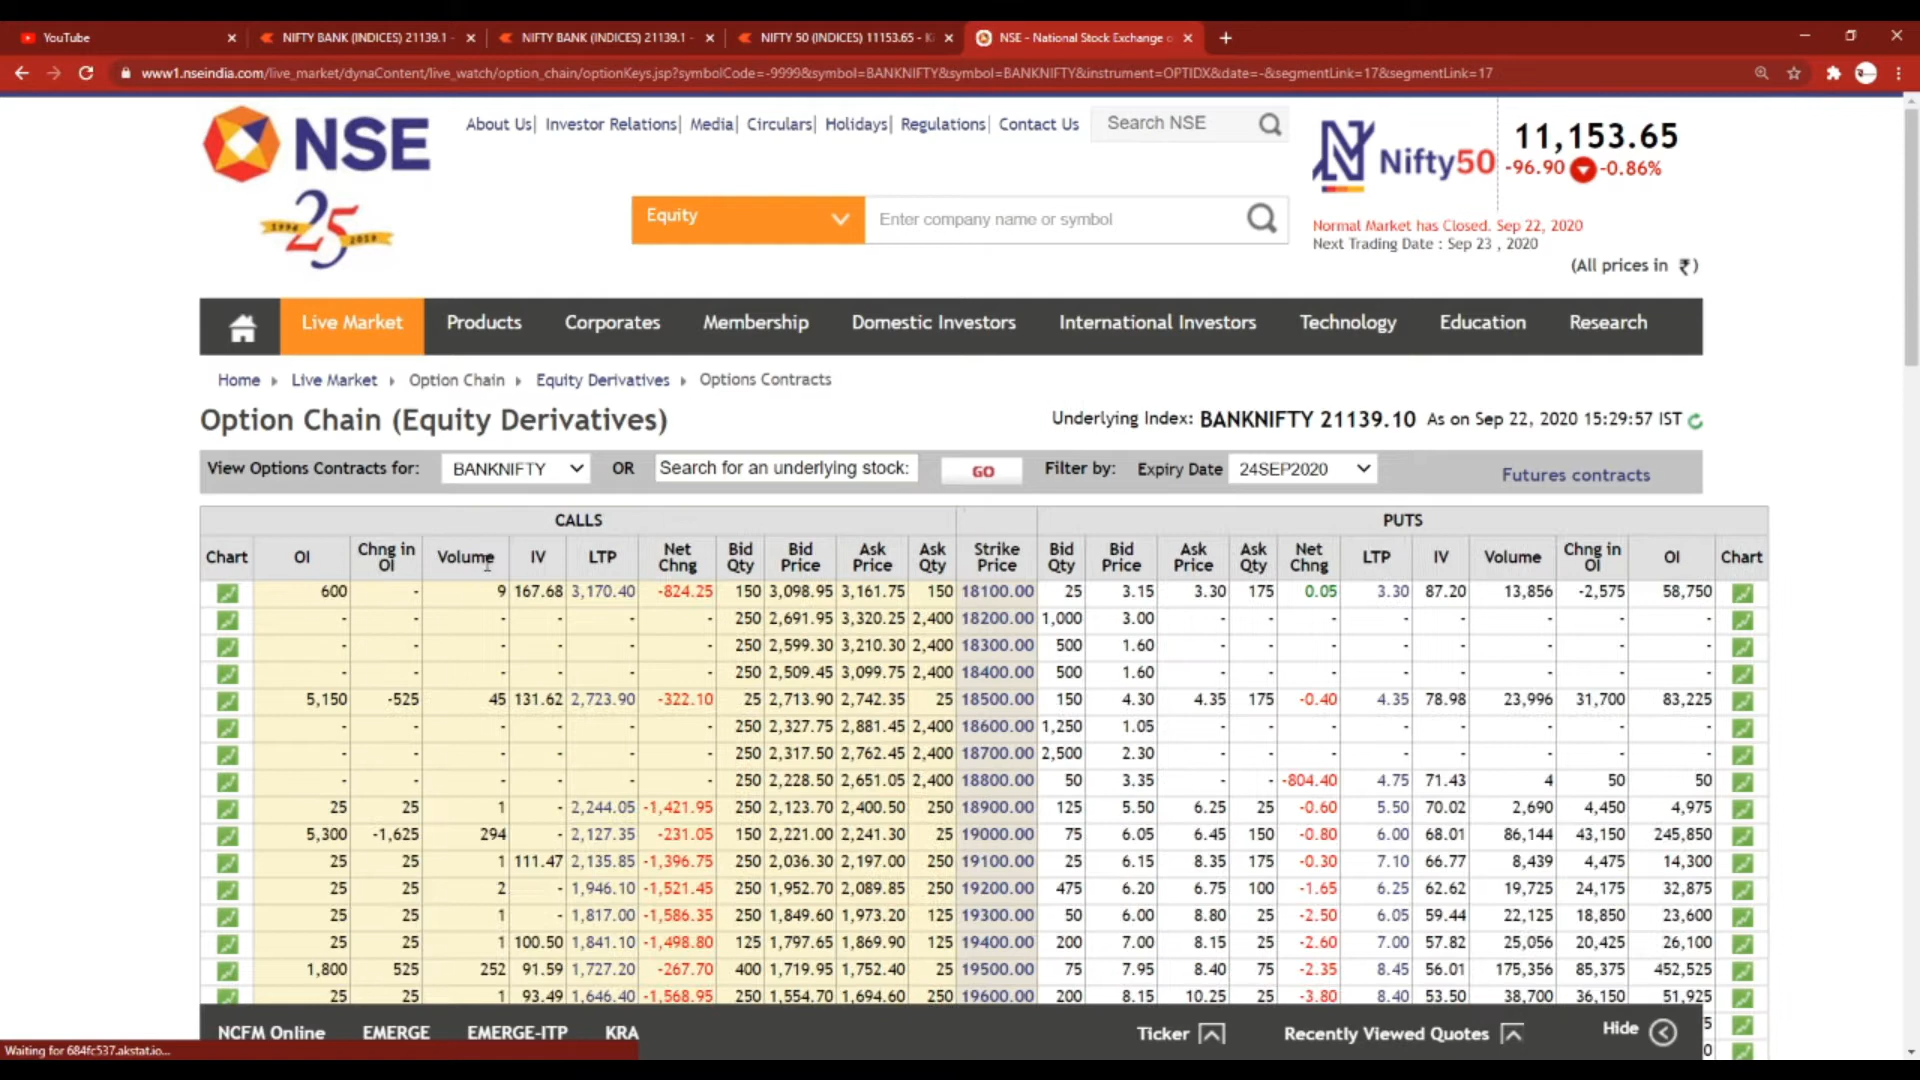 YouTube
NIFTY BANK (INDICES) 21139.1 -
NIFTY BANK (INDICES) 21139.1 -
NIFTY 50 (INDICES) 11153.65 - K
NSE - National Stock Exchange o
www1.nseindia.com/live_market/dynaContent/live_watch/option_chain/optionKeys.jsp?symbolCode=-9999&symbol=BANKNIFTY&symbol=BANKNIFTY&instrument=OPTIDX&date=-&segmentLink=17&segmentLink=17
NSE
25
1994 2019
About Us| Investor Relations| Media| Circulars| Holidays| Regulations| Contact Us
Search NSE
Equity
Enter company name or symbol
Nifty50
11,153.65
-96.90 -0.86%
Normal Market has Closed. Sep 22, 2020
Next Trading Date : Sep 23 , 2020
(All prices in ₹)
Live Market Products Corporates Membership Domestic Investors International Investors Technology Education Research
Home Live Market Option Chain Equity Derivatives Options Contracts
Option Chain (Equity Derivatives)
Underlying Index: BANKNIFTY 21139.10 As on Sep 22, 2020 15:29:57 IST
View Options Contracts for: BANKNIFTY OR Search for an underlying stock: GO Filter by: Expiry Date 24SEP2020 Futures contracts
CALLS PUTS
Chart OI Chng in OI Volume IV LTP Net Chng Bid Qty Bid Price Ask Price Ask Qty Strike Price Bid Qty Bid Price Ask Price Ask Qty Net Chng LTP IV Volume Chng in OI OI Chart
600 - 9 167.68 3,170.40 -824.25 150 3,098.95 3,161.75 150 18100.00 25 3.15 3.30 175 0.05 3.30 87.20 13,856 -2,575 58,750
- - - - - - 250 2,691.95 3,320.25 2,400 18200.00 1,000 3.00 - - - - - - - -
- - - - - - 250 2,599.30 3,210.30 2,400 18300.00 500 1.60 - - - - - - - -
- - - - - - 250 2,509.45 3,099.75 2,400 18400.00 500 1.60 - - - - - - - -
5,150 -525 45 131.62 2,723.90 -322.10 25 2,713.90 2,742.35 25 18500.00 150 4.30 4.35 175 -0.40 4.35 78.98 23,996 31,700 83,225
- - - - - - 250 2,327.75 2,881.45 2,400 18600.00 1,250 1.05 - - - - - - - -
- - - - - - 250 2,317.50 2,762.45 2,400 18700.00 2,500 2.30 - - - - - - - -
- - - - - - 250 2,228.50 2,651.05 2,400 18800.00 50 3.35 - - -804.40 4.75 71.43 4 50 50
25 25 1 - 2,244.05 -1,421.95 250 2,123.70 2,400.50 250 18900.00 125 5.50 6.25 25 -0.60 5.50 70.02 2,690 4,450 4,975
5,300 -1,625 294 - 2,127.35 -231.05 150 2,221.00 2,241.30 25 19000.00 75 6.05 6.45 150 -0.80 6.00 68.01 86,144 43,150 245,850
25 25 1 111.47 2,135.85 -1,396.75 250 2,036.30 2,197.00 250 19100.00 25 6.15 8.35 175 -0.30 7.10 66.77 8,439 4,475 14,300
25 25 2 - 1,946.10 -1,521.45 250 1,952.70 2,089.85 250 19200.00 475 6.20 6.75 100 -1.65 6.25 62.62 19,725 24,175 32,875
25 25 1 - 1,817.00 -1,586.35 250 1,849.60 1,973.20 125 19300.00 50 6.00 8.80 25 -2.50 6.05 59.44 22,125 18,850 23,600
25 25 1 100.50 1,841.10 -1,498.80 125 1,797.65 1,869.90 125 19400.00 200 7.00 8.15 25 -2.60 7.00 57.82 25,056 20,425 26,100
1,800 525 252 91.59 1,727.20 -267.70 400 1,719.95 1,752.40 25 19500.00 75 7.95 8.40 75 -2.35 8.45 56.01 175,356 85,375 452,525
25 25 1 93.49 1,646.40 -1,568.95 250 1,554.70 1,694.60 250 19600.00 200 8.15 10.25 25 -3.80 8.40 53.50 38,700 36,150 51,925
5
0
NCFM Online EMERGE EMERGE-ITP KRA Ticker Recently Viewed Quotes Hide
Waiting for 684fc537.akstat.io...